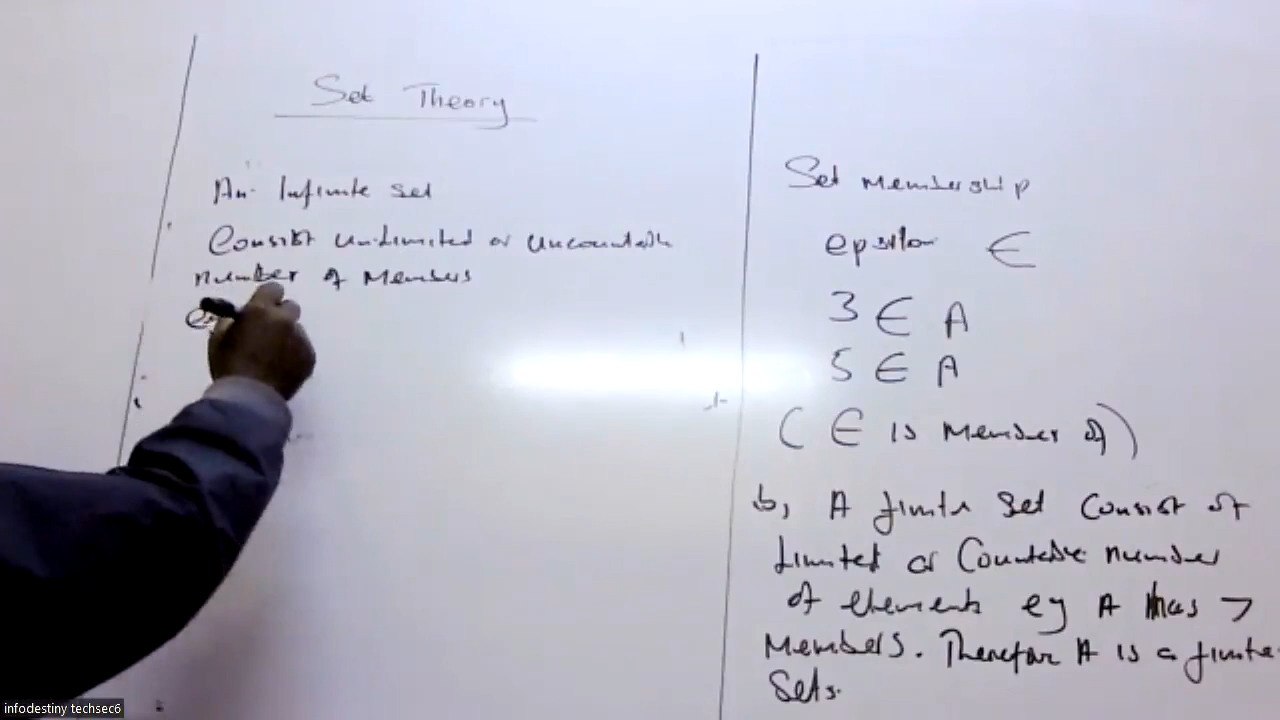 Set Theory
An Infinite set
Consist Unlimited or Uncountable
number of Members
Set Membership
epsilon ∈
3 ∈ A
5 ∈ A
( ∈ is Member of )
b, A finite set Consist of
Limited or Countable number
of elements eg A has 7
Members. Therefore A is a finite
Sets.
infodestiny techsec6